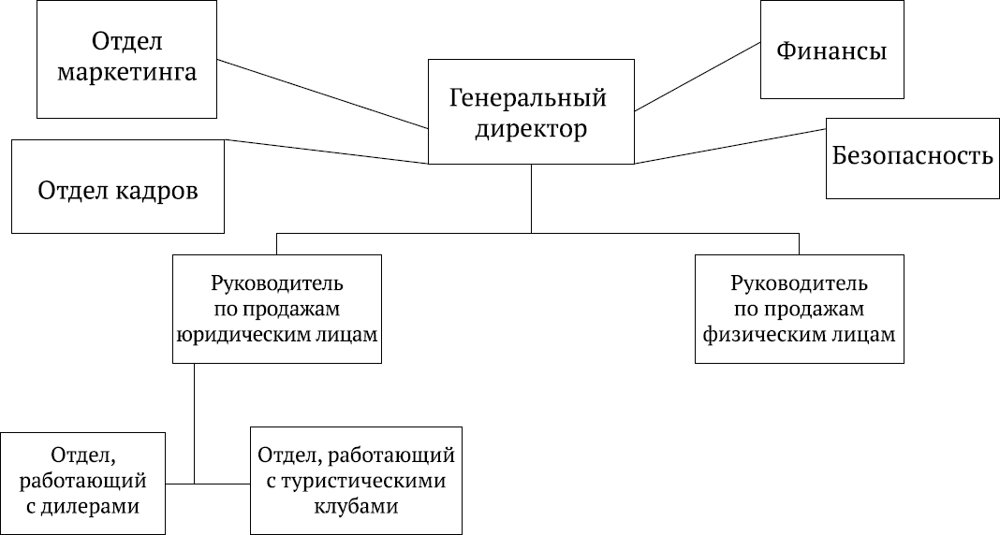 Отдел
маркетинга
Финансы
Генеральный
директор
Безопасность
Отдел кадров
Руководитель
по продажам
юридическим лицам
Руководитель
по продажам
физическим лицам
Отдел,
работающий
с дилерами
Отдел, работающий
с туристическими
клубами